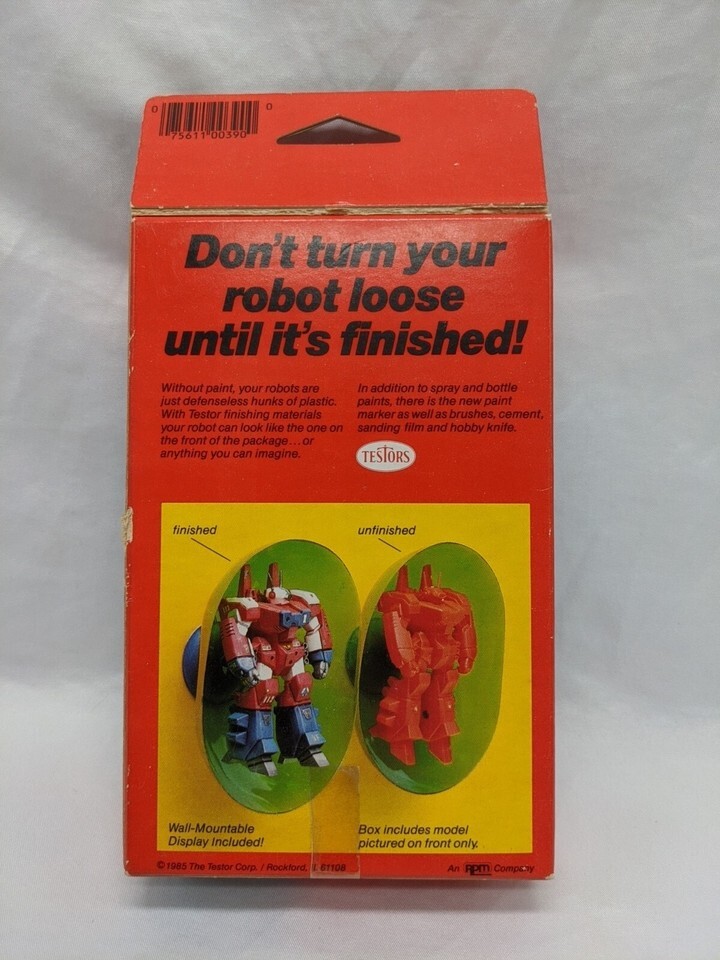 0 75611 00390 0
Don't turn your
robot loose
until it's finished!
Without paint, your robots are
just defenseless hunks of plastic.
With Testor finishing materials
your robot can look like the one on
the front of the package...or
anything you can imagine.
In addition to spray and bottle
paints, there is the new paint
marker as well as brushes, cement,
sanding film and hobby knife.
TESTORS
finished
unfinished
Wall-Mountable
Display Included!
Box includes model
pictured on front only.
©1985 The Testor Corp. / Rockford, 61108
An rpm Company